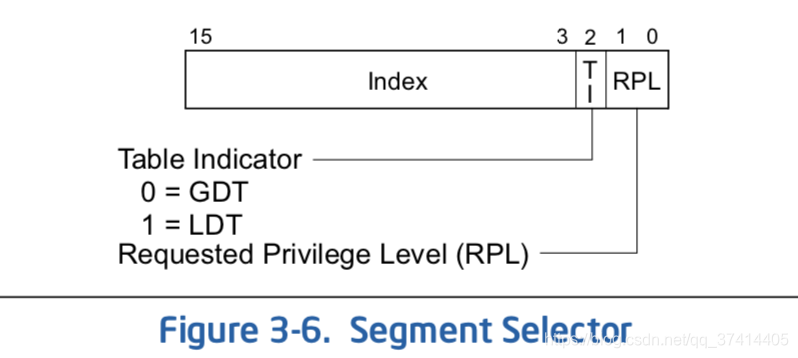 15 3 2 1 0
Index TI RPL
Table Indicator
0 = GDT
1 = LDT
Requested Privilege Level (RPL)
Figure 3-6. Segment Selector
https://blog.csdn.net/qq_37414405